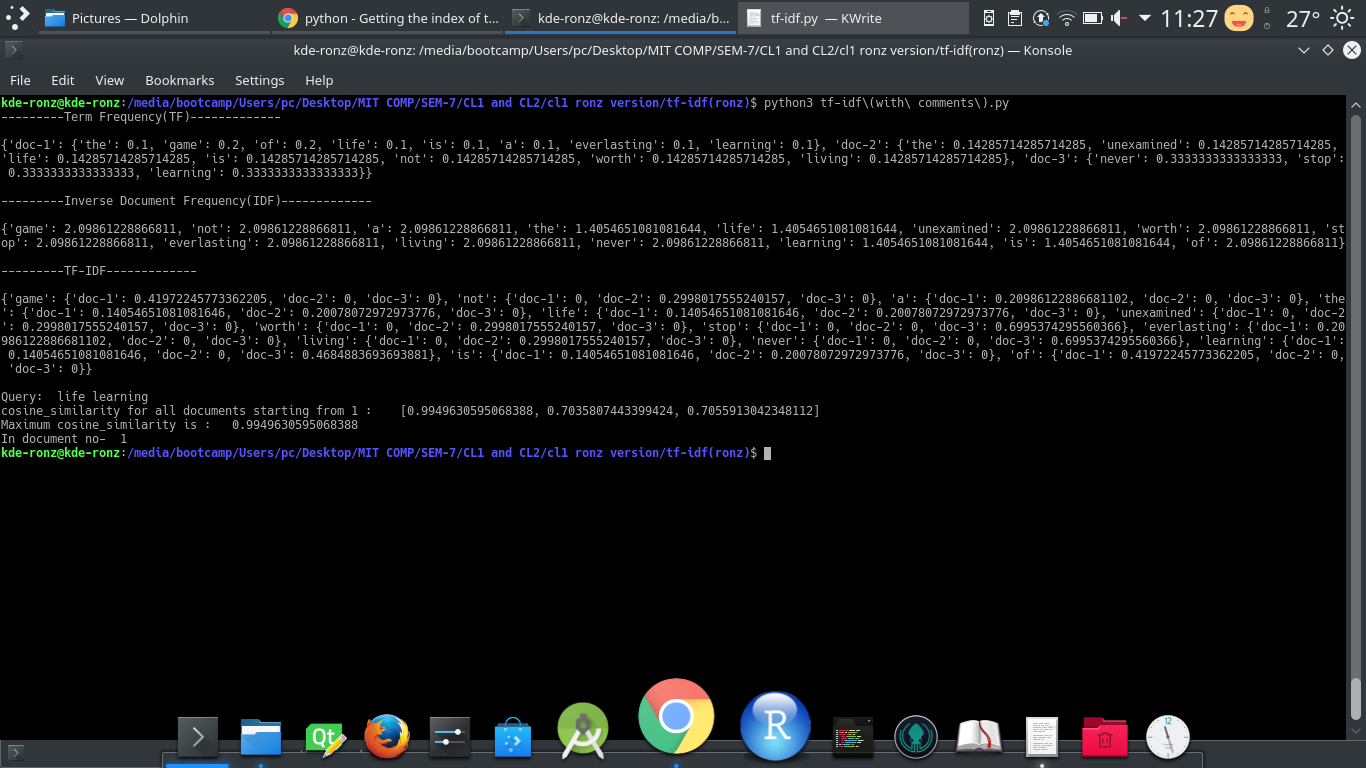 Pictures — Dolphin
python - Getting the index of t...
kde-ronz@kde-ronz: /media/b...
tf-idf.py — KWrite
11:27
27°
kde-ronz@kde-ronz: /media/bootcamp/Users/pc/Desktop/MIT COMP/SEM-7/CL1 and CL2/cl1 ronz version/tf-idf(ronz) — Konsole
File Edit View Bookmarks Settings Help
kde-ronz@kde-ronz:/media/bootcamp/Users/pc/Desktop/MIT COMP/SEM-7/CL1 and CL2/cl1 ronz version/tf-idf(ronz)$ python3 tf-idf\(with\ comments\).py
---------Term Frequency(TF)-------------
{'doc-1': {'the': 0.1, 'game': 0.2, 'of': 0.2, 'life': 0.1, 'is': 0.1, 'a': 0.1, 'everlasting': 0.1, 'learning': 0.1}, 'doc-2': {'the': 0.14285714285714285, 'unexamined': 0.14285714285714285,
'life': 0.14285714285714285, 'is': 0.14285714285714285, 'not': 0.14285714285714285, 'worth': 0.14285714285714285, 'living': 0.14285714285714285}, 'doc-3': {'never': 0.3333333333333333, 'stop':
0.3333333333333333, 'learning': 0.3333333333333333}}
---------Inverse Document Frequency(IDF)-------------
{'game': 2.09861228866811, 'not': 2.09861228866811, 'a': 2.09861228866811, 'the': 1.4054651081081644, 'life': 1.4054651081081644, 'unexamined': 2.09861228866811, 'worth': 2.09861228866811, 'st
op': 2.09861228866811, 'everlasting': 2.09861228866811, 'living': 2.09861228866811, 'never': 2.09861228866811, 'learning': 1.4054651081081644, 'is': 1.4054651081081644, 'of': 2.09861228866811}
---------TF-IDF-------------
{'game': {'doc-1': 0.41972245773362205, 'doc-2': 0, 'doc-3': 0}, 'not': {'doc-1': 0, 'doc-2': 0.2998017555240157, 'doc-3': 0}, 'a': {'doc-1': 0.20986122886681102, 'doc-2': 0, 'doc-3': 0}, 'the
': {'doc-1': 0.14054651081081646, 'doc-2': 0.20078072972973776, 'doc-3': 0}, 'life': {'doc-1': 0.14054651081081646, 'doc-2': 0.20078072972973776, 'doc-3': 0}, 'unexamined': {'doc-1': 0, 'doc-2
': 0.2998017555240157, 'doc-3': 0}, 'worth': {'doc-1': 0, 'doc-2': 0.2998017555240157, 'doc-3': 0}, 'stop': {'doc-1': 0, 'doc-2': 0, 'doc-3': 0.6995374295560366}, 'everlasting': {'doc-1': 0.20
986122886681102, 'doc-2': 0, 'doc-3': 0}, 'living': {'doc-1': 0, 'doc-2': 0.2998017555240157, 'doc-3': 0}, 'never': {'doc-1': 0, 'doc-2': 0, 'doc-3': 0.6995374295560366}, 'learning': {'doc-1':
0.14054651081081646, 'doc-2': 0, 'doc-3': 0.4684883693693881}, 'is': {'doc-1': 0.14054651081081646, 'doc-2': 0.20078072972973776, 'doc-3': 0}, 'of': {'doc-1': 0.41972245773362205, 'doc-2': 0,
'doc-3': 0}}
Query: life learning
cosine_similarity for all documents starting from 1 : [0.9949630595068388, 0.7035807443399424, 0.7055913042348112]
Maximum cosine_similarity is : 0.9949630595068388
In document no- 1
kde-ronz@kde-ronz:/media/bootcamp/Users/pc/Desktop/MIT COMP/SEM-7/CL1 and CL2/cl1 ronz version/tf-idf(ronz)$
Qt
R
12